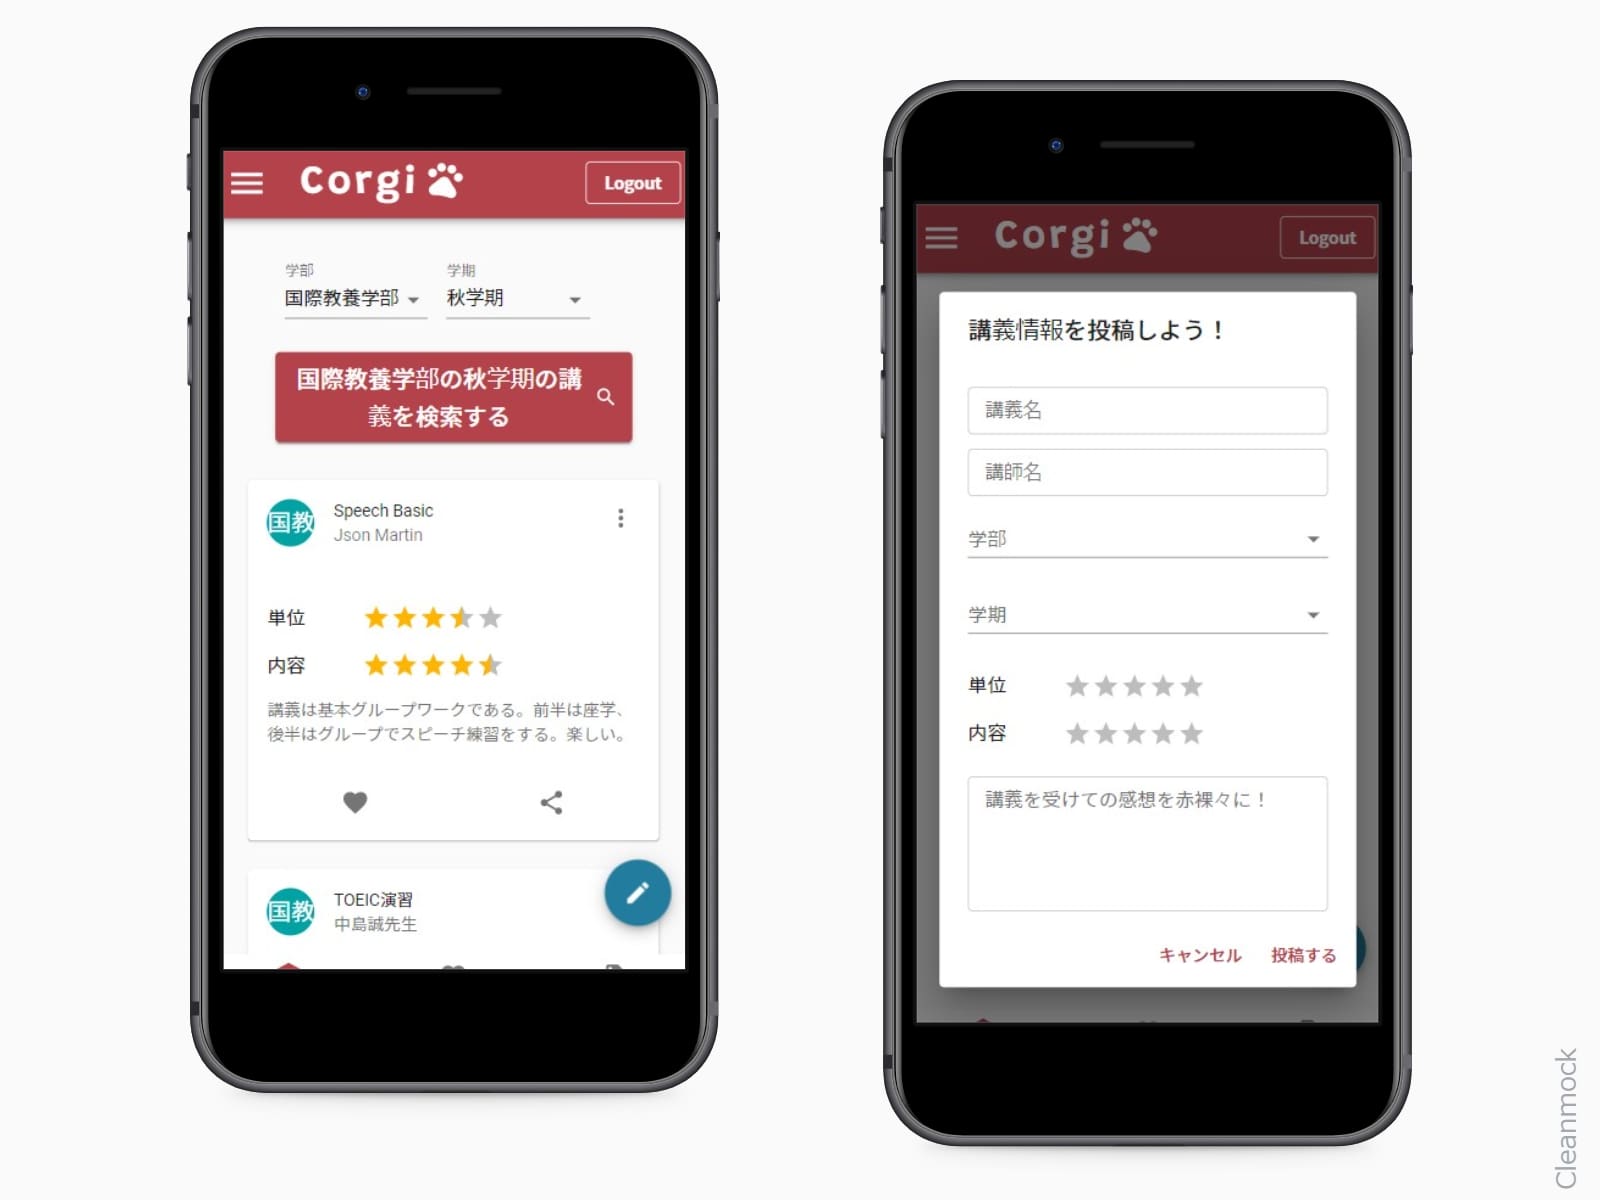 Corgi
Logout
学部
学期
国際教養学部
秋学期
国際教養学部の秋学期の講
義を検索する
国教
Speech Basic
Json Martin
単位
内容
講義は基本グループワークである。前半は座学、
後半はグループでスピーチ練習をする。楽しい。
国教
TOEIC演習
中島誠先生
Corgi
Logout
講義情報を投稿しよう！
講義名
講師名
学部
学期
単位
内容
講義を受けての感想を赤裸々に！
キャンセル
投稿する
Cleanmock